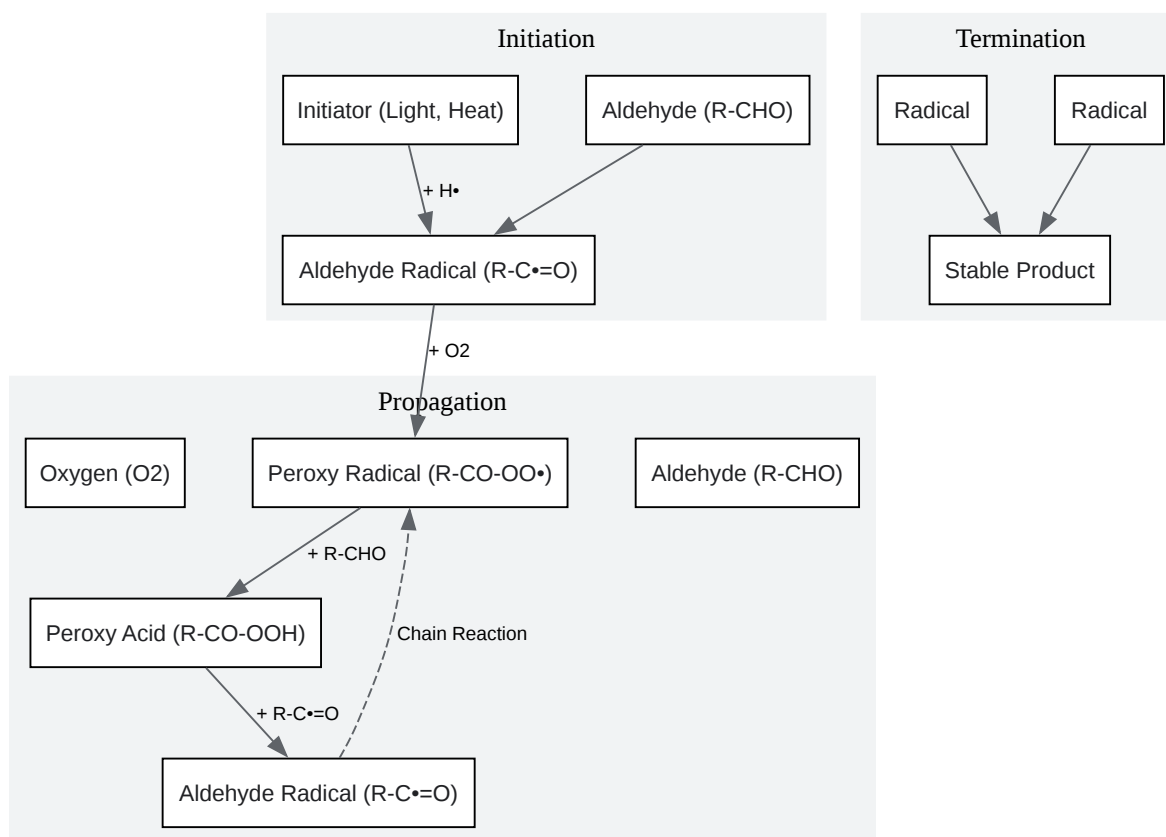 Initiation
Termination
Initiator (Light, Heat)
Aldehyde (R-CHO)
Radical
Radical
+ H•
Aldehyde Radical (R-C•=O)
Stable Product
+ O2
Propagation
Oxygen (O2)
Peroxy Radical (R-CO-OO•)
Aldehyde (R-CHO)
+ R-CHO
Peroxy Acid (R-CO-OOH)
Chain Reaction
+ R-C•=O
Aldehyde Radical (R-C•=O)